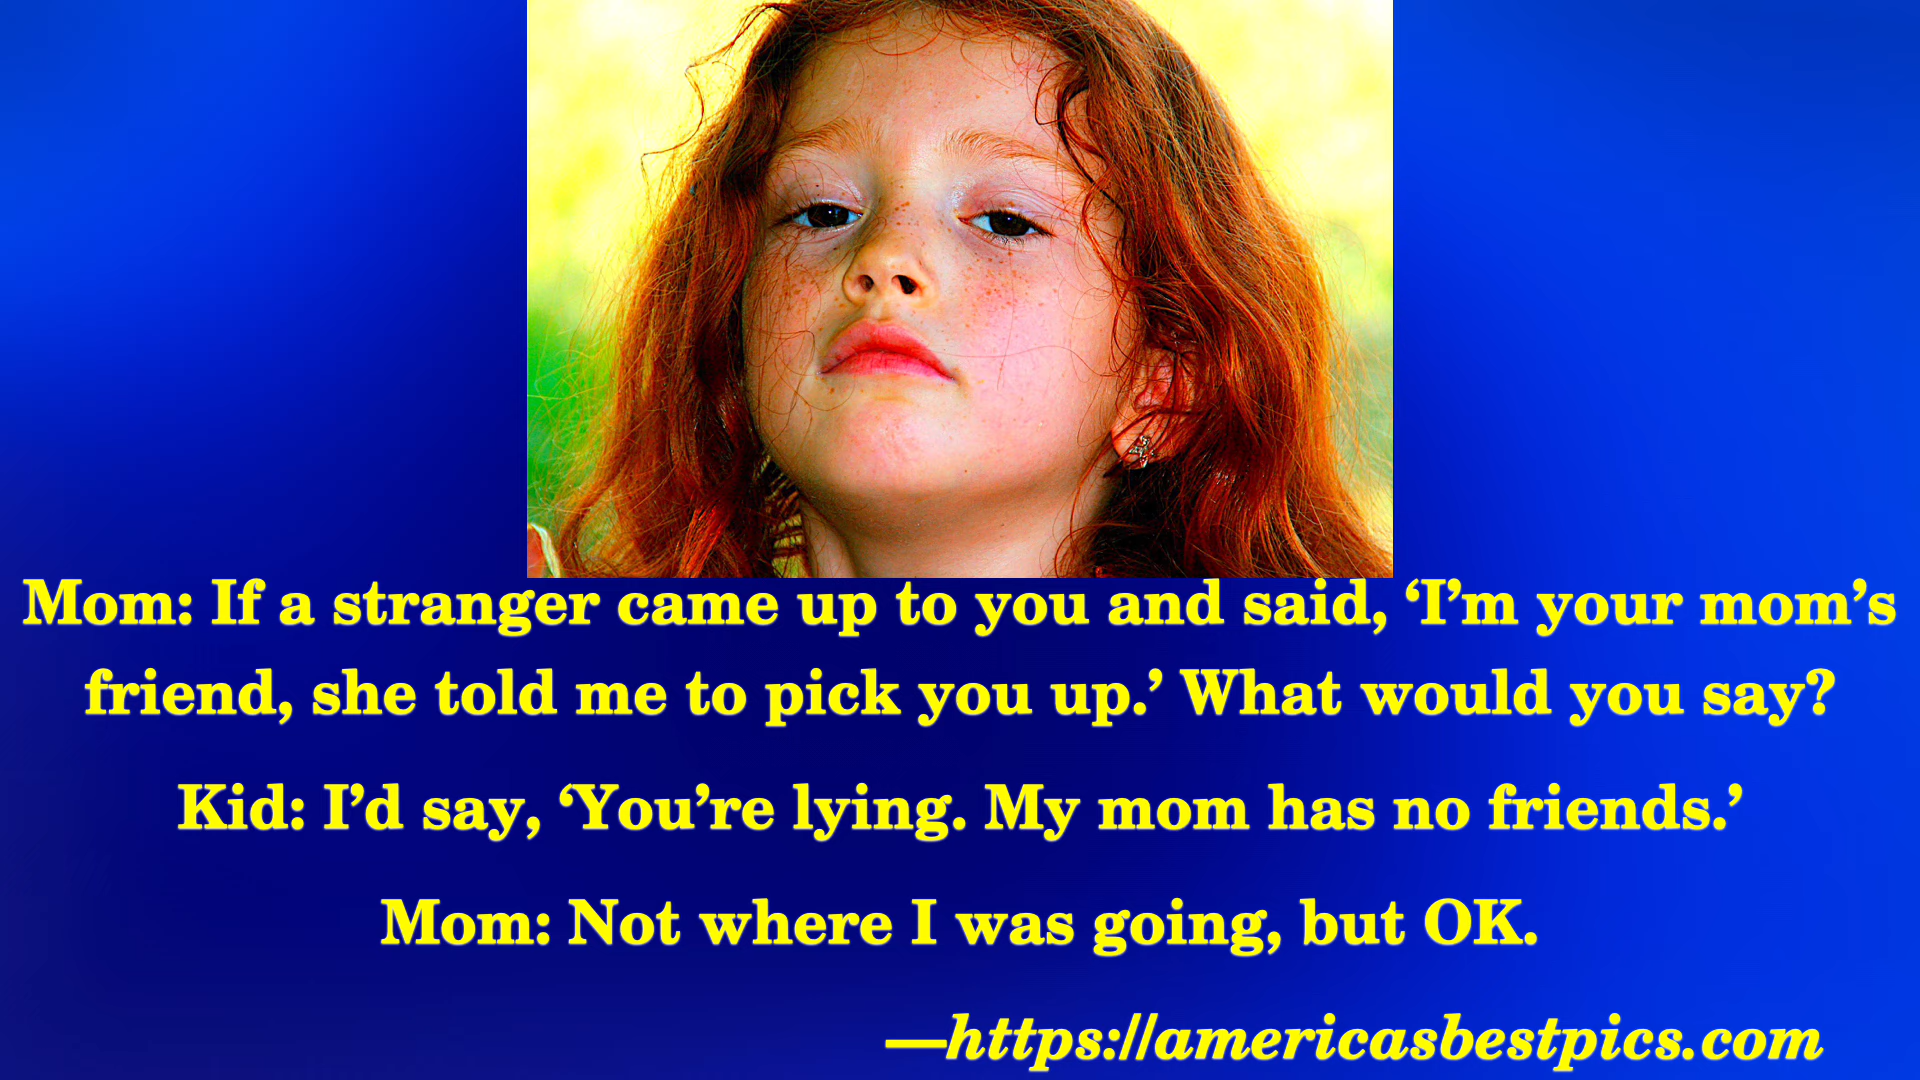 Mom: If a stranger came up to you and said, ‘I’m your mom’s
friend, she told me to pick you up.’ What would you say?
Kid: I’d say, ‘You’re lying. My mom has no friends.’
Mom: Not where I was going, but OK.
—https://americasbestpics.com